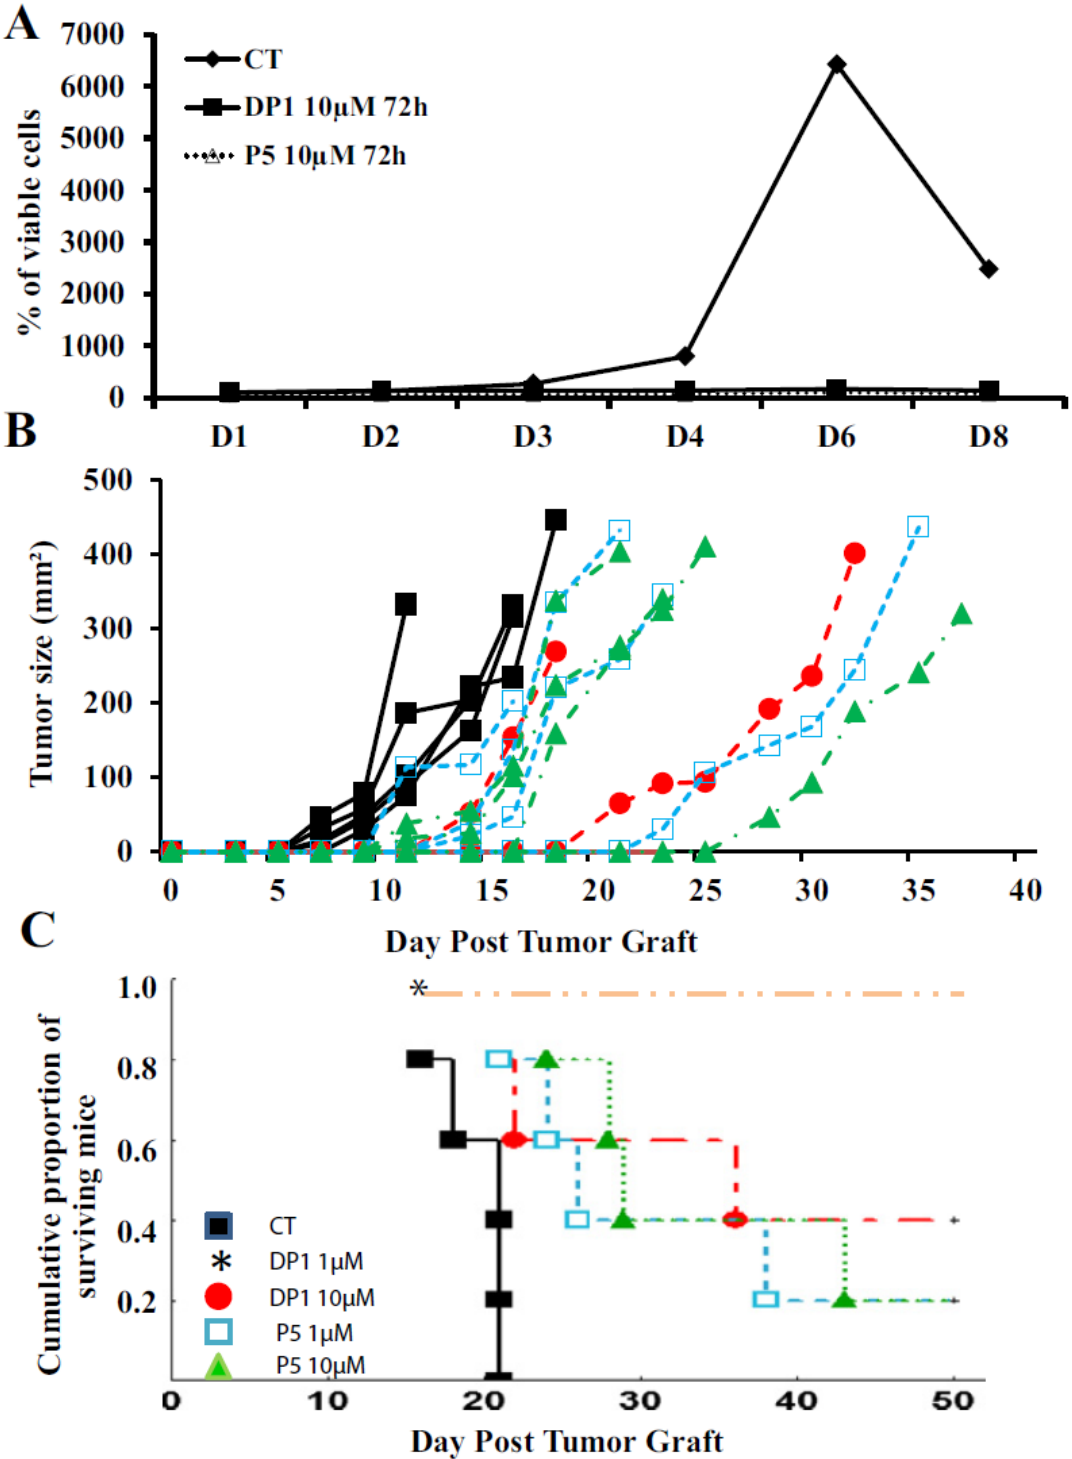 A
7000
6000
5000
4000
3000
2000
1000
0
% of viable cells
CT
DP1 10µM 72h
P5 10µM 72h
D1 D2 D3 D4 D6 D8
B
500
400
300
200
100
0
Tumor size (mm²)
0 5 10 15 20 25 30 35 40
Day Post Tumor Graft
C
1.0
0.8
0.6
0.4
0.2
Cumulative proportion of
surviving mice
*
CT
* DP1 1µM
DP1 10µM
P5 1µM
P5 10µM
0 10 20 30 40 50
Day Post Tumor Graft